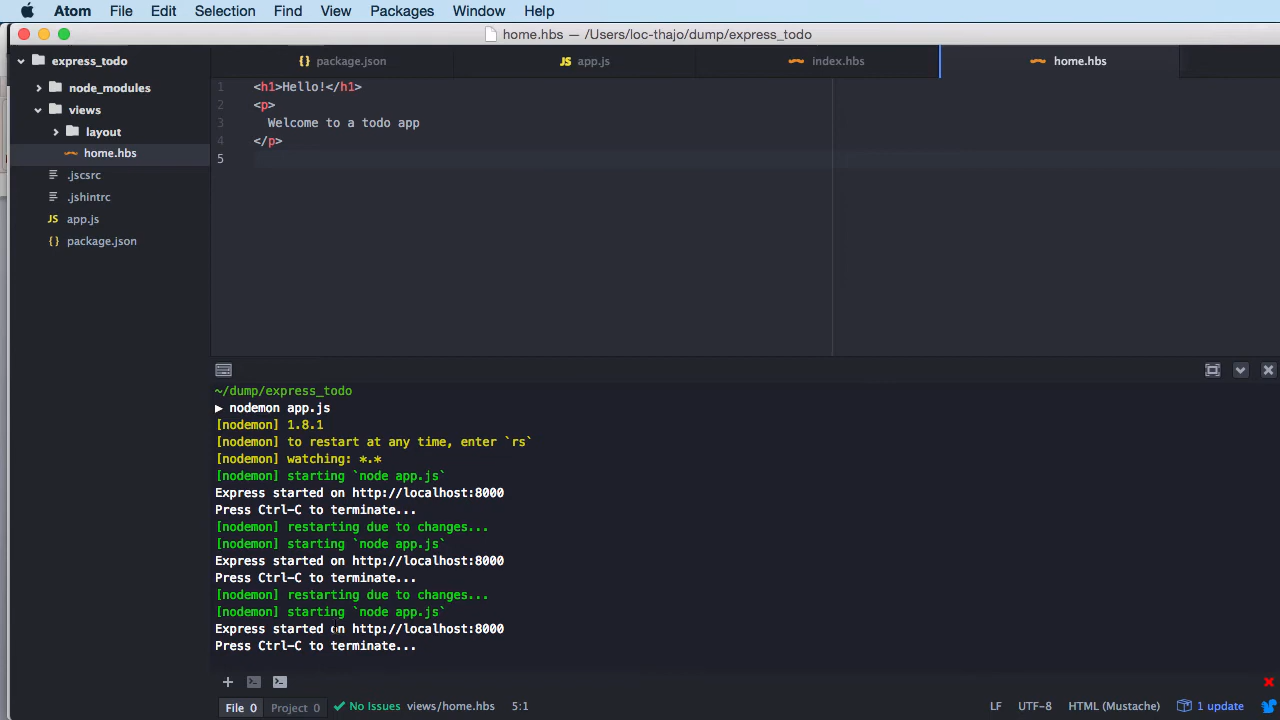 Atom File Edit Selection Find View Packages Window Help
home.hbs — /Users/loc-thajo/dump/express_todo
express_todo
node_modules
views
layout
home.hbs
.jscsrc
.jshintrc
JS app.js
{} package.json
{} package.json JS app.js index.hbs home.hbs
1 <h1>Hello!</h1>
2 <p>
3 Welcome to a todo app
4 </p>
5
~/dump/express_todo
▶ nodemon app.js
[nodemon] 1.8.1
[nodemon] to restart at any time, enter `rs`
[nodemon] watching: *.*
[nodemon] starting `node app.js`
Express started on http://localhost:8000
Press Ctrl-C to terminate...
[nodemon] restarting due to changes...
[nodemon] starting `node app.js`
Express started on http://localhost:8000
Press Ctrl-C to terminate...
[nodemon] restarting due to changes...
[nodemon] starting `node app.js`
Express started on http://localhost:8000
Press Ctrl-C to terminate...
File 0 Project 0 No Issues views/home.hbs 5:1 LF UTF-8 HTML (Mustache) 1 update